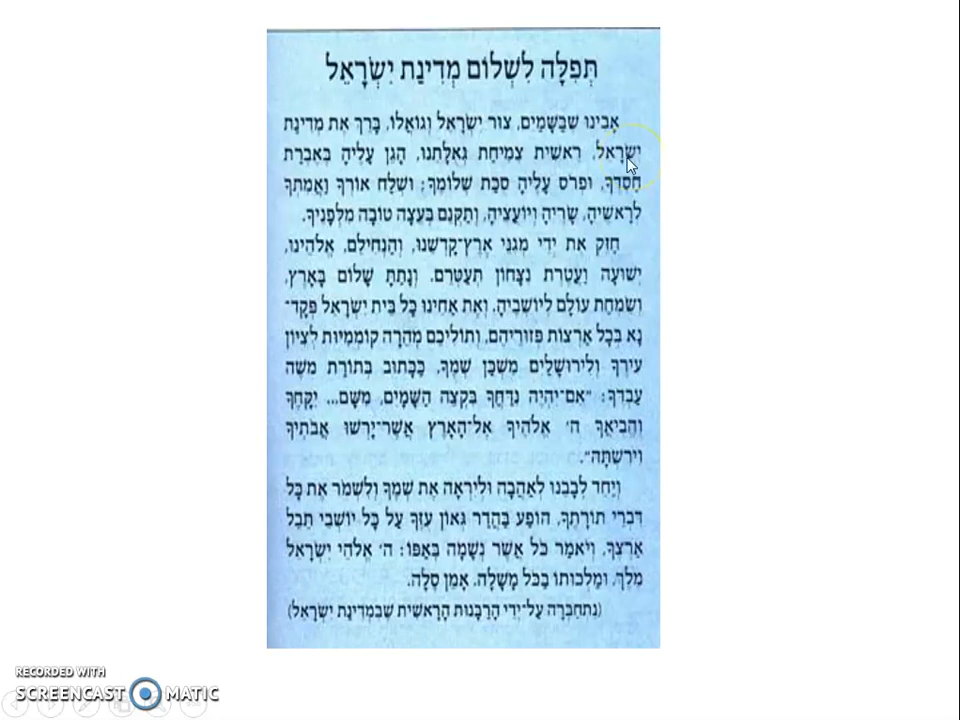 תְּפִלָּה לִשְׁלוֹם מְדִינַת יִשְׂרָאֵל
אָבִינוּ שֶׁבַּשָּׁמַיִם, צוּר יִשְׂרָאֵל וְגוֹאֲלוֹ, בָּרֵךְ אֶת מְדִינַת
יִשְׂרָאֵל, רֵאשִׁית צְמִיחַת גְּאֻלָּתֵנוּ, הָגֵן עָלֶיהָ בְּאֶבְרַת
חַסְדֶּךָ, וּפְרֹס עָלֶיהָ סֻכַּת שְׁלוֹמֶךָ; וּשְׁלַח אוֹרְךָ וַאֲמִתְּךָ
לְרָאשֶׁיהָ, שָׂרֶיהָ וְיוֹעֲצֶיהָ, וְתַקְּנֵם בְּעֵצָה טוֹבָה מִלְּפָנֶיךָ.
חַזֵּק אֶת יְדֵי מְגִנֵּי אֶרֶץ־קָדְשֵׁנוּ, וְהַנְחִילֵם, אֱלֹהֵינוּ,
יְשׁוּעָה וַעֲטֶרֶת נִצָּחוֹן תְּעַטְּרֵם. וְנָתַתָּ שָׁלוֹם בָּאָרֶץ,
וְשִׂמְחַת עוֹלָם לְיוֹשְׁבֶיהָ. וְאֶת אַחֵינוּ כָּל בֵּית יִשְׂרָאֵל פְּקָד־
נָא בְּכָל אַרְצוֹת פְּזוּרֵיהֶם, וְתוֹלִיכֵם מְהֵרָה קוֹמְמִיּוּת לְצִיּוֹן
עִירֶךָ וְלִירוּשָׁלַיִם מִשְׁכַּן שְׁמֶךָ, כַּכָּתוּב בְּתוֹרַת מֹשֶׁה
עַבְדֶּךָ: ״אִם־יִהְיֶה נִדַּחֲךָ בִּקְצֵה הַשָּׁמָיִם, מִשָּׁם... יִקָּחֶךָ
וֶהֱבִיאֲךָ ה׳ אֱלֹהֶיךָ אֶל־הָאָרֶץ אֲשֶׁר־יָרְשׁוּ אֲבֹתֶיךָ
וִירִשְׁתָּהּ״.
וְיַחֵד לְבָבֵנוּ לְאַהֲבָה וּלְיִרְאָה אֶת שְׁמֶךָ וְלִשְׁמֹר אֶת כָּל
דִּבְרֵי תוֹרָתֶךָ, הוֹפַע בַּהֲדַר גְּאוֹן עֻזֶּךָ עַל כָּל יוֹשְׁבֵי תֵבֵל
אַרְצֶךָ, וְיֹאמַר כֹּל אֲשֶׁר נְשָׁמָה בְּאַפּוֹ: ה׳ אֱלֹהֵי יִשְׂרָאֵל
מֶלֶךְ, וּמַלְכוּתוֹ בַּכֹּל מָשָׁלָה. אָמֵן סֶלָה.
(נִתְחַבְּרָה עַל־יְדֵי הָרַבָּנוּת הָרָאשִׁית שֶׁבִּמְדִינַת יִשְׂרָאֵל)
RECORDED WITH
SCREENCAST MATIC